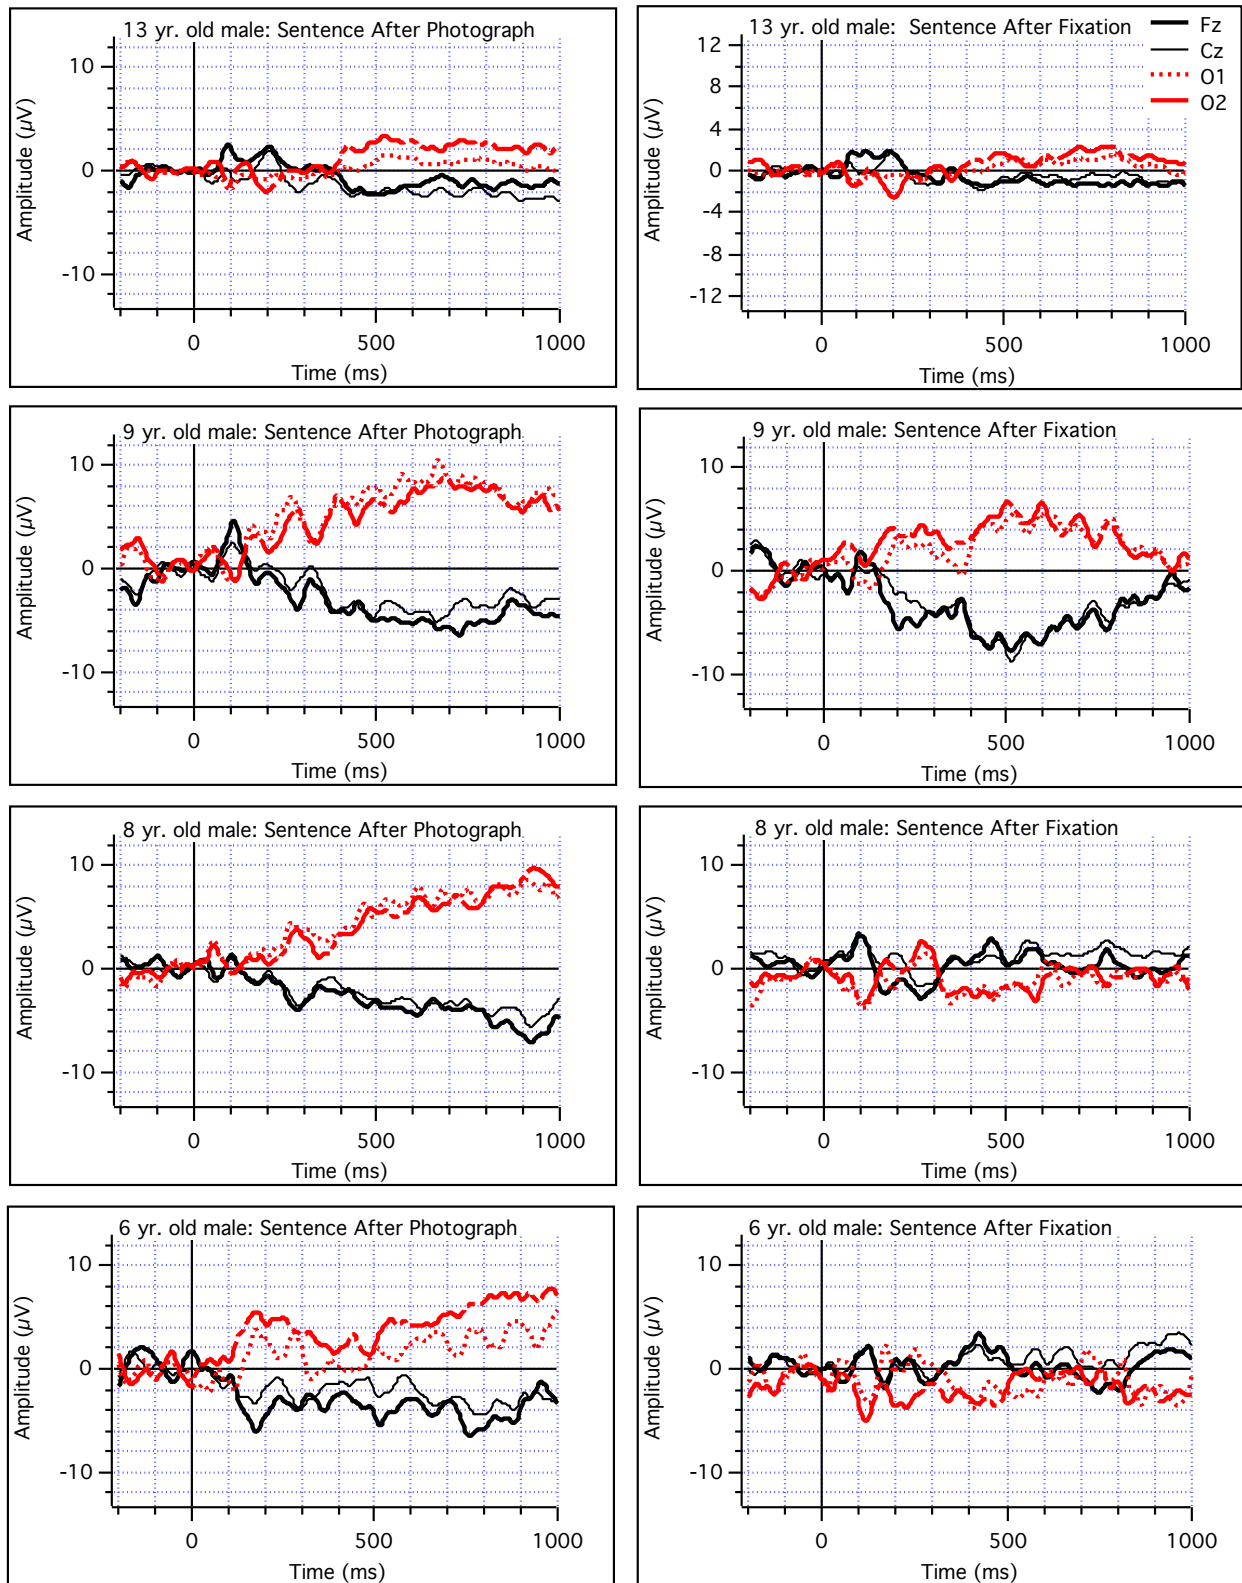 13 yr. old male: Sentence After Photograph
10
0
-10
Amplitude (µV)
0
500
1000
Time (ms)
13 yr. old male: Sentence After Fixation
Fz
Cz
O1
O2
12
8
4
0
-4
-8
-12
Amplitude (µV)
0
500
1000
Time (ms)
9 yr. old male: Sentence After Photograph
10
0
-10
Amplitude (µV)
0
500
1000
Time (ms)
9 yr. old male: Sentence After Fixation
10
0
-10
Amplitude (µV)
0
500
1000
Time (ms)
8 yr. old male: Sentence After Photograph
10
0
-10
Amplitude (µV)
0
500
1000
Time (ms)
8 yr. old male: Sentence After Fixation
10
0
-10
Amplitude (µV)
0
500
1000
Time (ms)
6 yr. old male: Sentence After Photograph
10
0
-10
Amplitude (µV)
0
500
1000
Time (ms)
6 yr. old male: Sentence After Fixation
10
0
-10
Amplitude (µV)
0
500
1000
Time (ms)